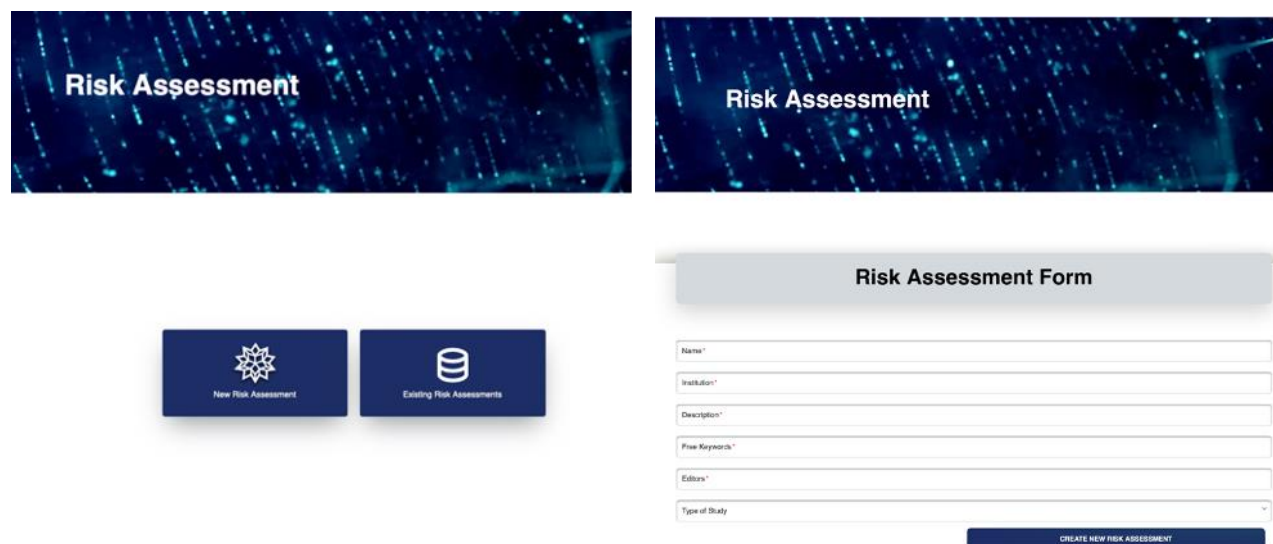 Risk Assessment
New Risk Assessment
Existing Risk Assessments
Risk Assessment
Risk Assessment Form
Name*
Institution*
Description*
Free Keywords*
Editors*
Type of Study
CREATE NEW RISK ASSESSMENT